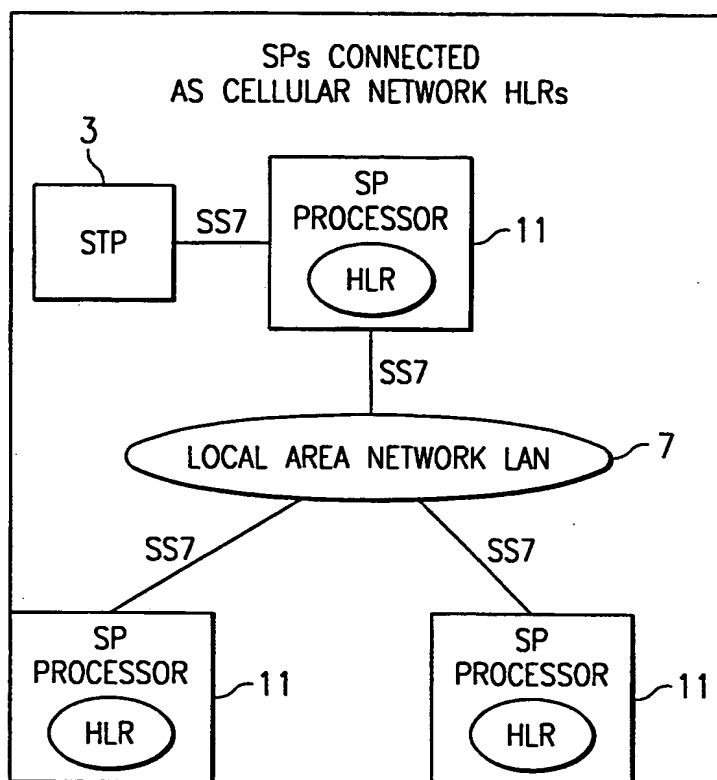 SPs CONNECTED
AS CELLULAR NETWORK HLRs
3
STP
SS7
SP
PROCESSOR
HLR
11
SS7
LOCAL AREA NETWORK LAN
7
SS7
SS7
SP
PROCESSOR
HLR
11
SP
PROCESSOR
HLR
11